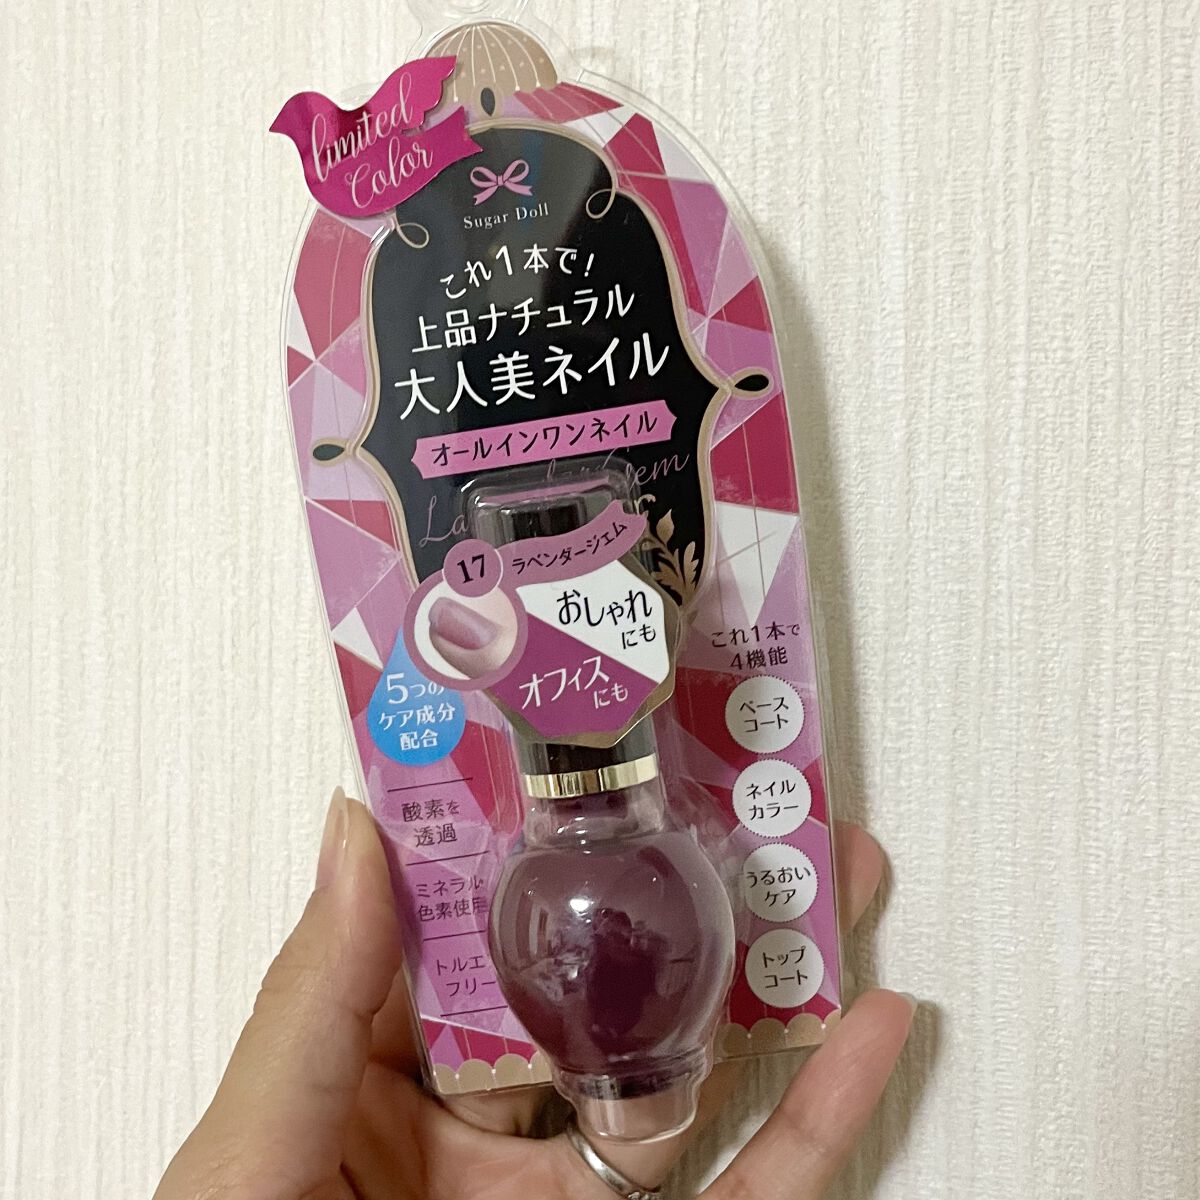 limited
Color
Sugar Doll
これ1本で!
上品ナチュラル
大人美ネイル
オールインワンネイル
17
ラベンダージェム
おしゃれ
にも
オフィス
にも
5つの
ケア成分
配合
これ1本で
4機能
ベース
コート
ネイル
カラー
うるおい
ケア
トップ
コート
酸素を
透過
ミネラル
色素使用
トルエ
フリー